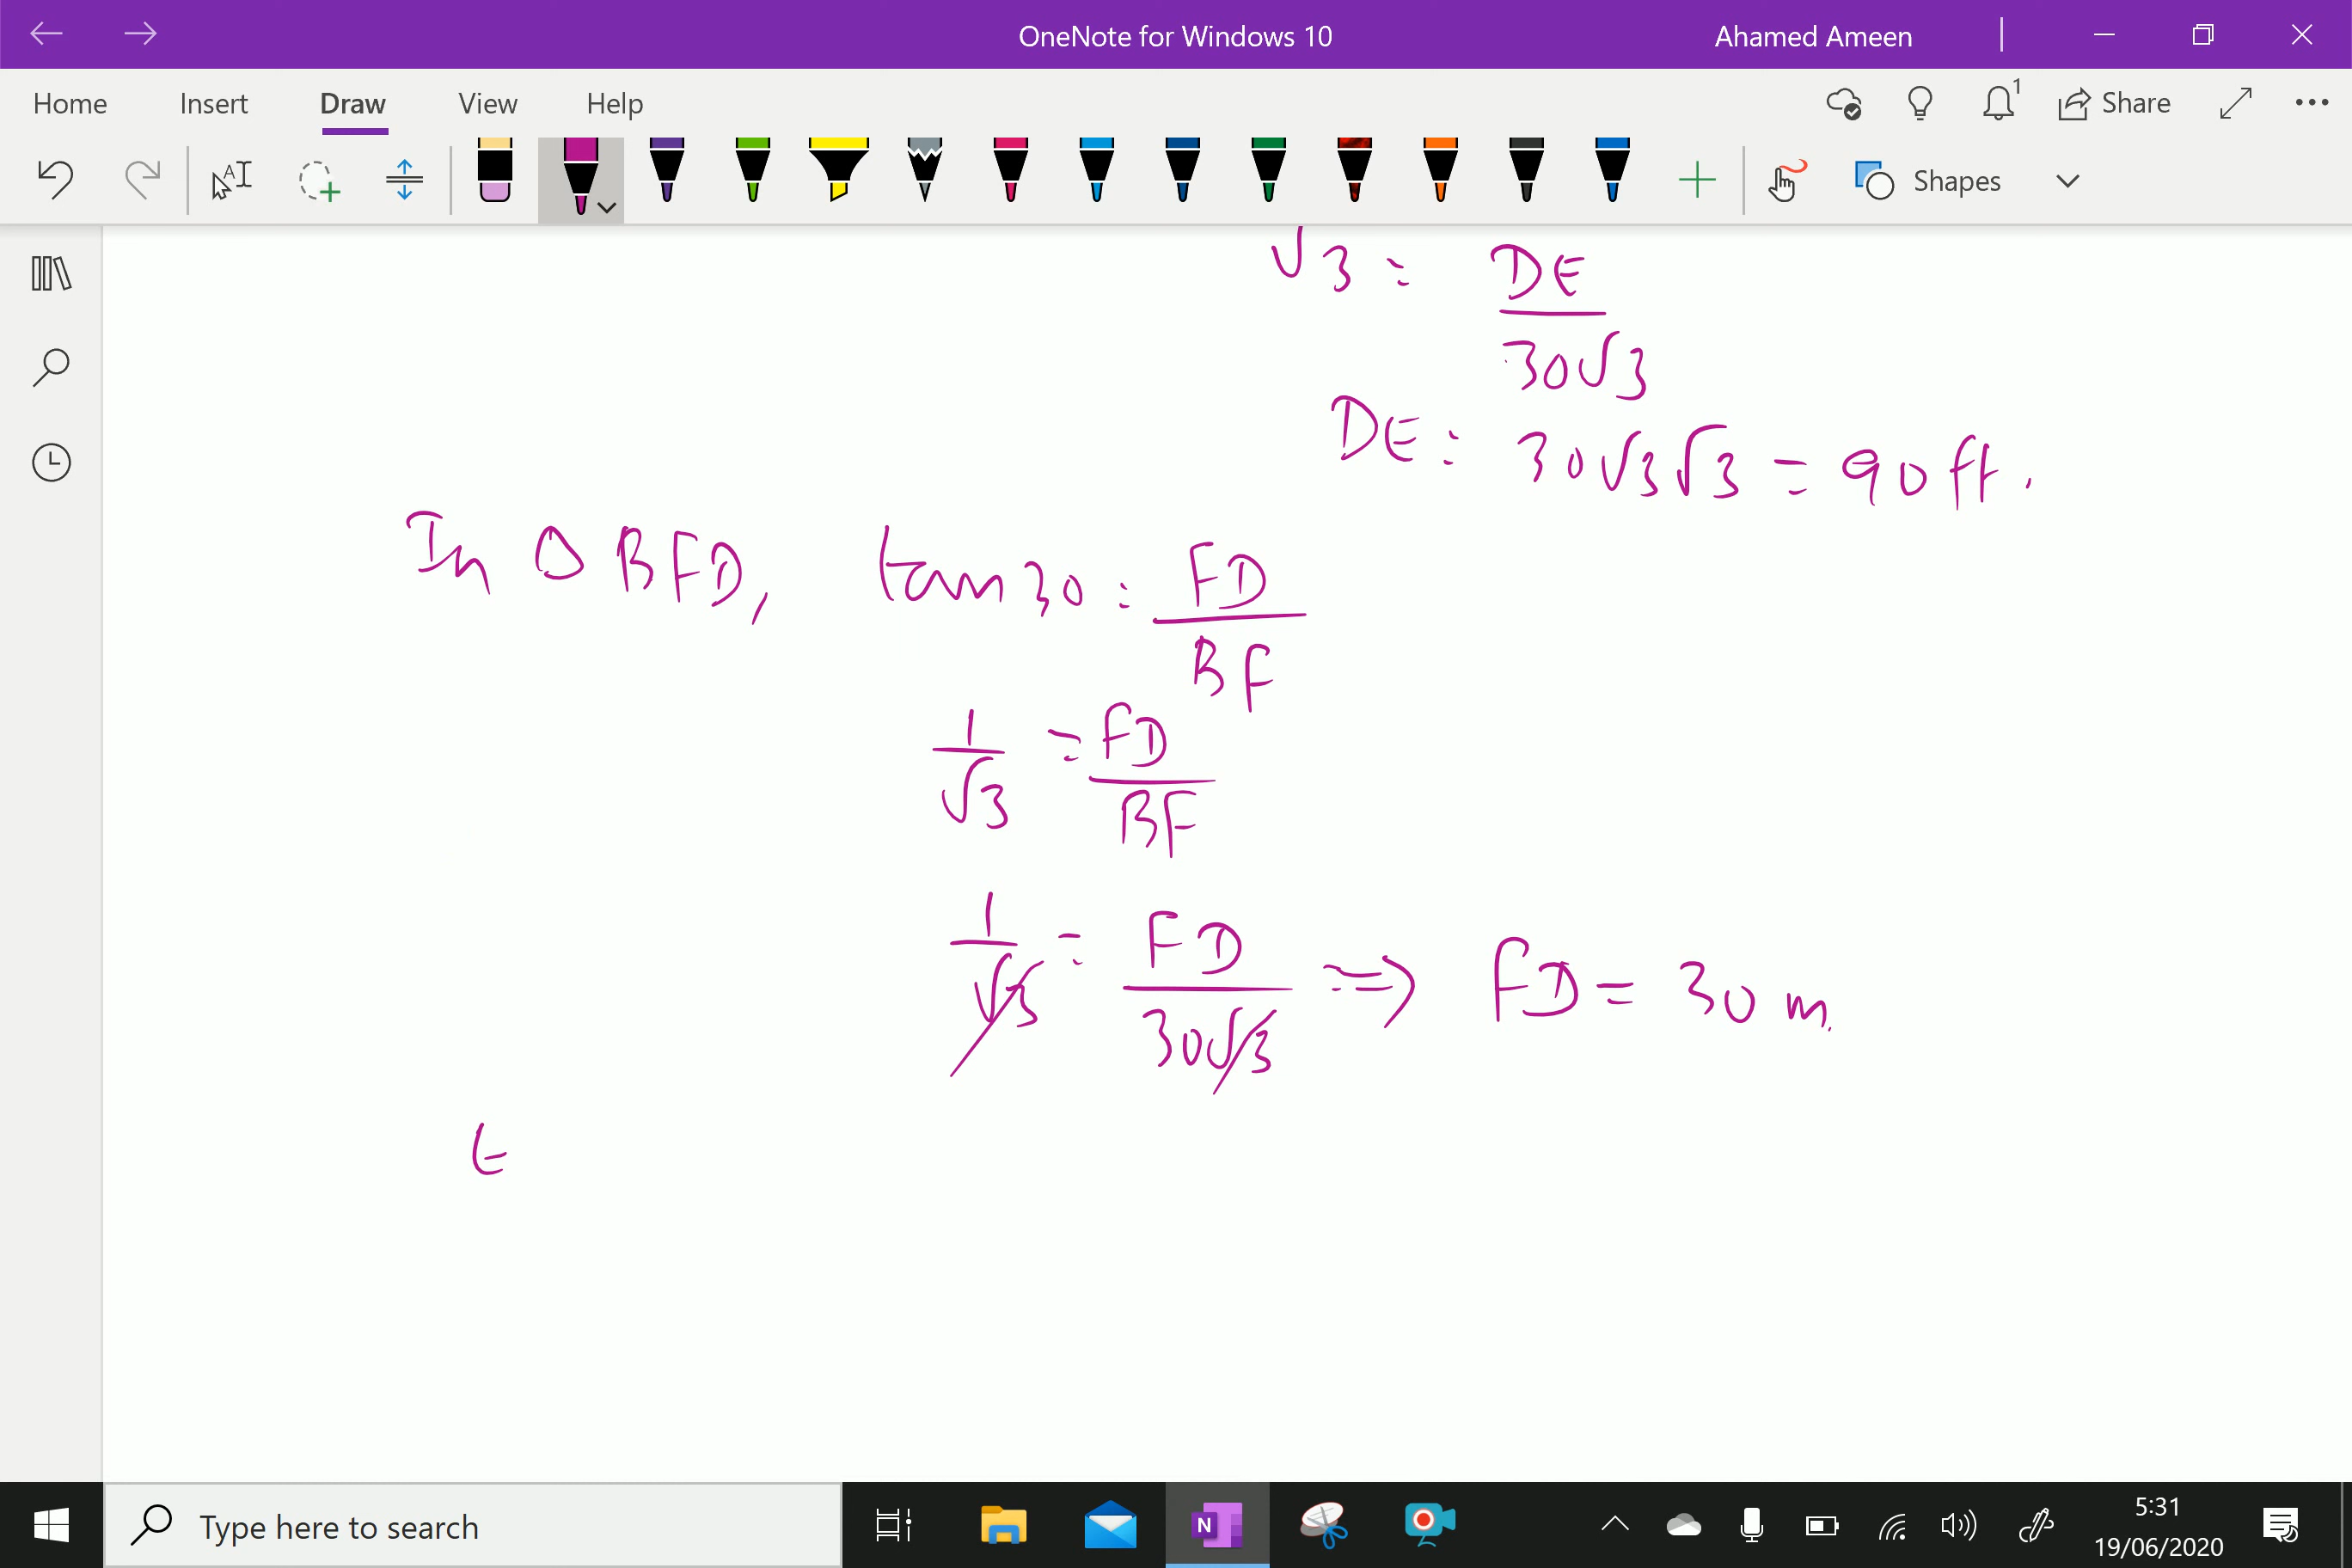 OneNote for Windows 10
Ahamed Ameen
Home Insert Draw View Help
1 Share
Shapes
√3 = DE
30√3
DE = 30√3√3 = 90 ft.
In Δ BFD, tan 30 = FD
BF
1/√3 = FD/BF
1/√3 = FD/30√3 ⇒ FD = 30 m.
E
Type here to search
5:31
19/06/2020